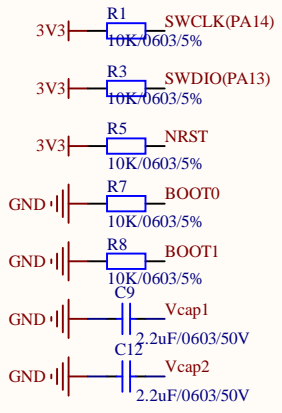 R1 SWCLK(PA14)
3V3
10K/0603/5%
R3 SWDIO(PA13)
3V3
10K/0603/5%
R5 NRST
3V3
10K/0603/5%
R7 BOOT0
GND
10K/0603/5%
R8 BOOT1
GND
10K/0603/5%
C9 Vcap1
GND
2.2uF/0603/50V
C12 Vcap2
GND
2.2uF/0603/50V